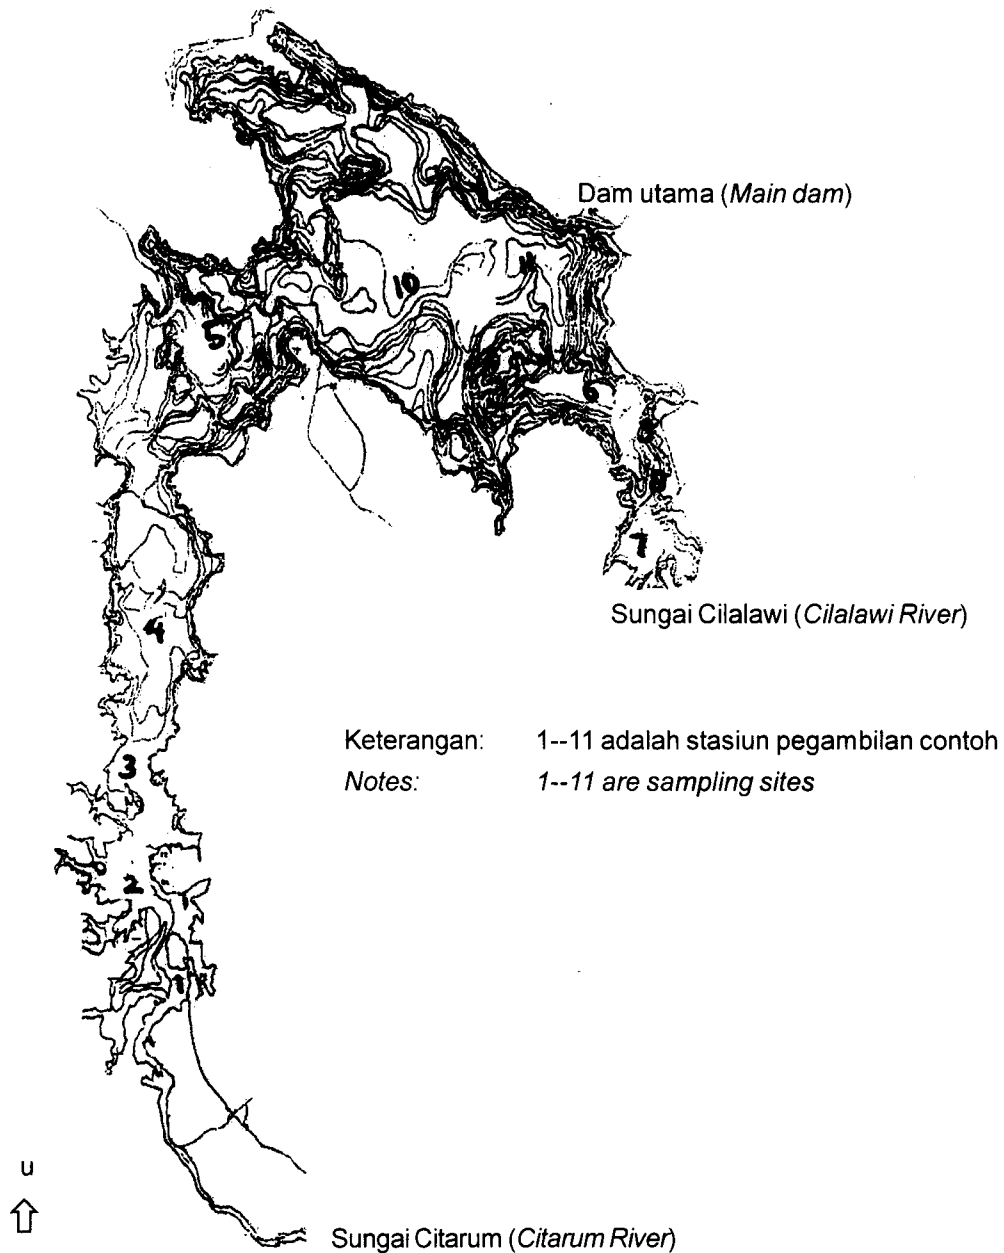 Dam utama (Main dam)
10
11
5
6
9
8
7
Sungai Cilalawi (Cilalawi River)
4
Keterangan: 1--11 adalah stasiun pegambilan contoh
Notes: 1--11 are sampling sites
3
2
1
u
Sungai Citarum (Citarum River)